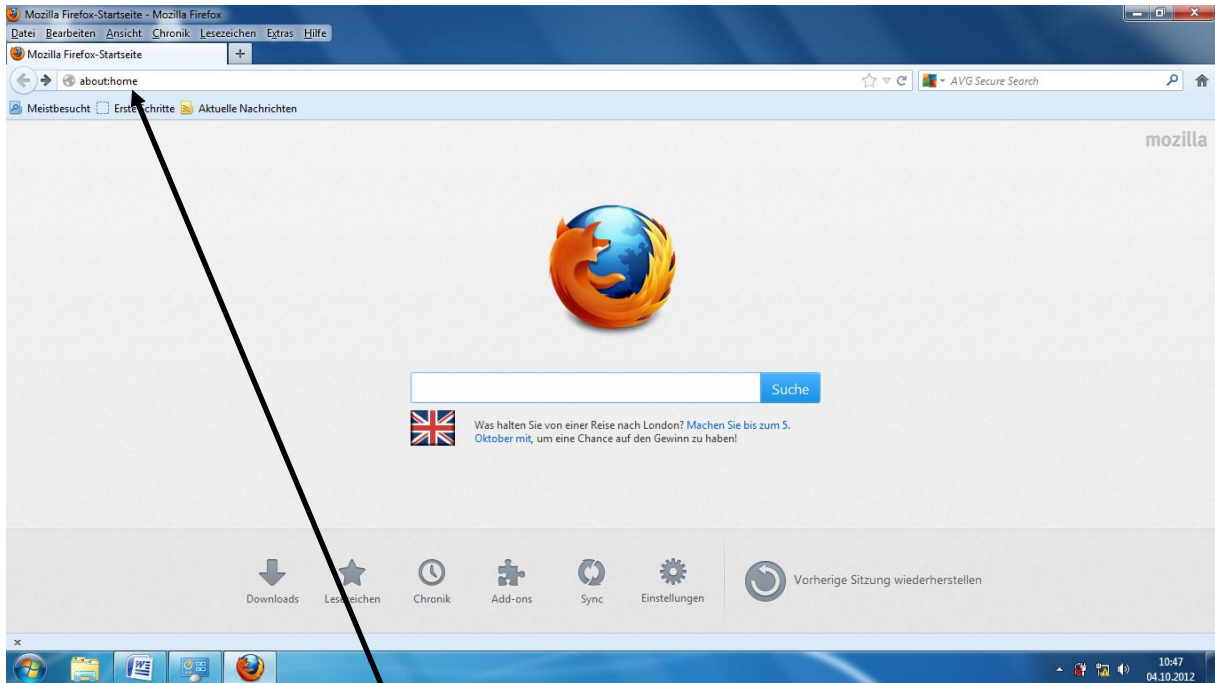 Mozilla Firefox-Startseite - Mozilla Firefox
Datei Bearbeiten Ansicht Chronik Lesezeichen Extras Hilfe
Mozilla Firefox-Startseite +
about:home AVG Secure Search
Meistbesucht Erste Schritte Aktuelle Nachrichten
mozilla
Suche
Was halten Sie von einer Reise nach London? Machen Sie bis zum 5.
Oktober mit, um eine Chance auf den Gewinn zu haben!
Vorherige Sitzung wiederherstellen
Downloads Lesezeichen Chronik Add-ons Sync Einstellungen
x
10:47
04.10.2012